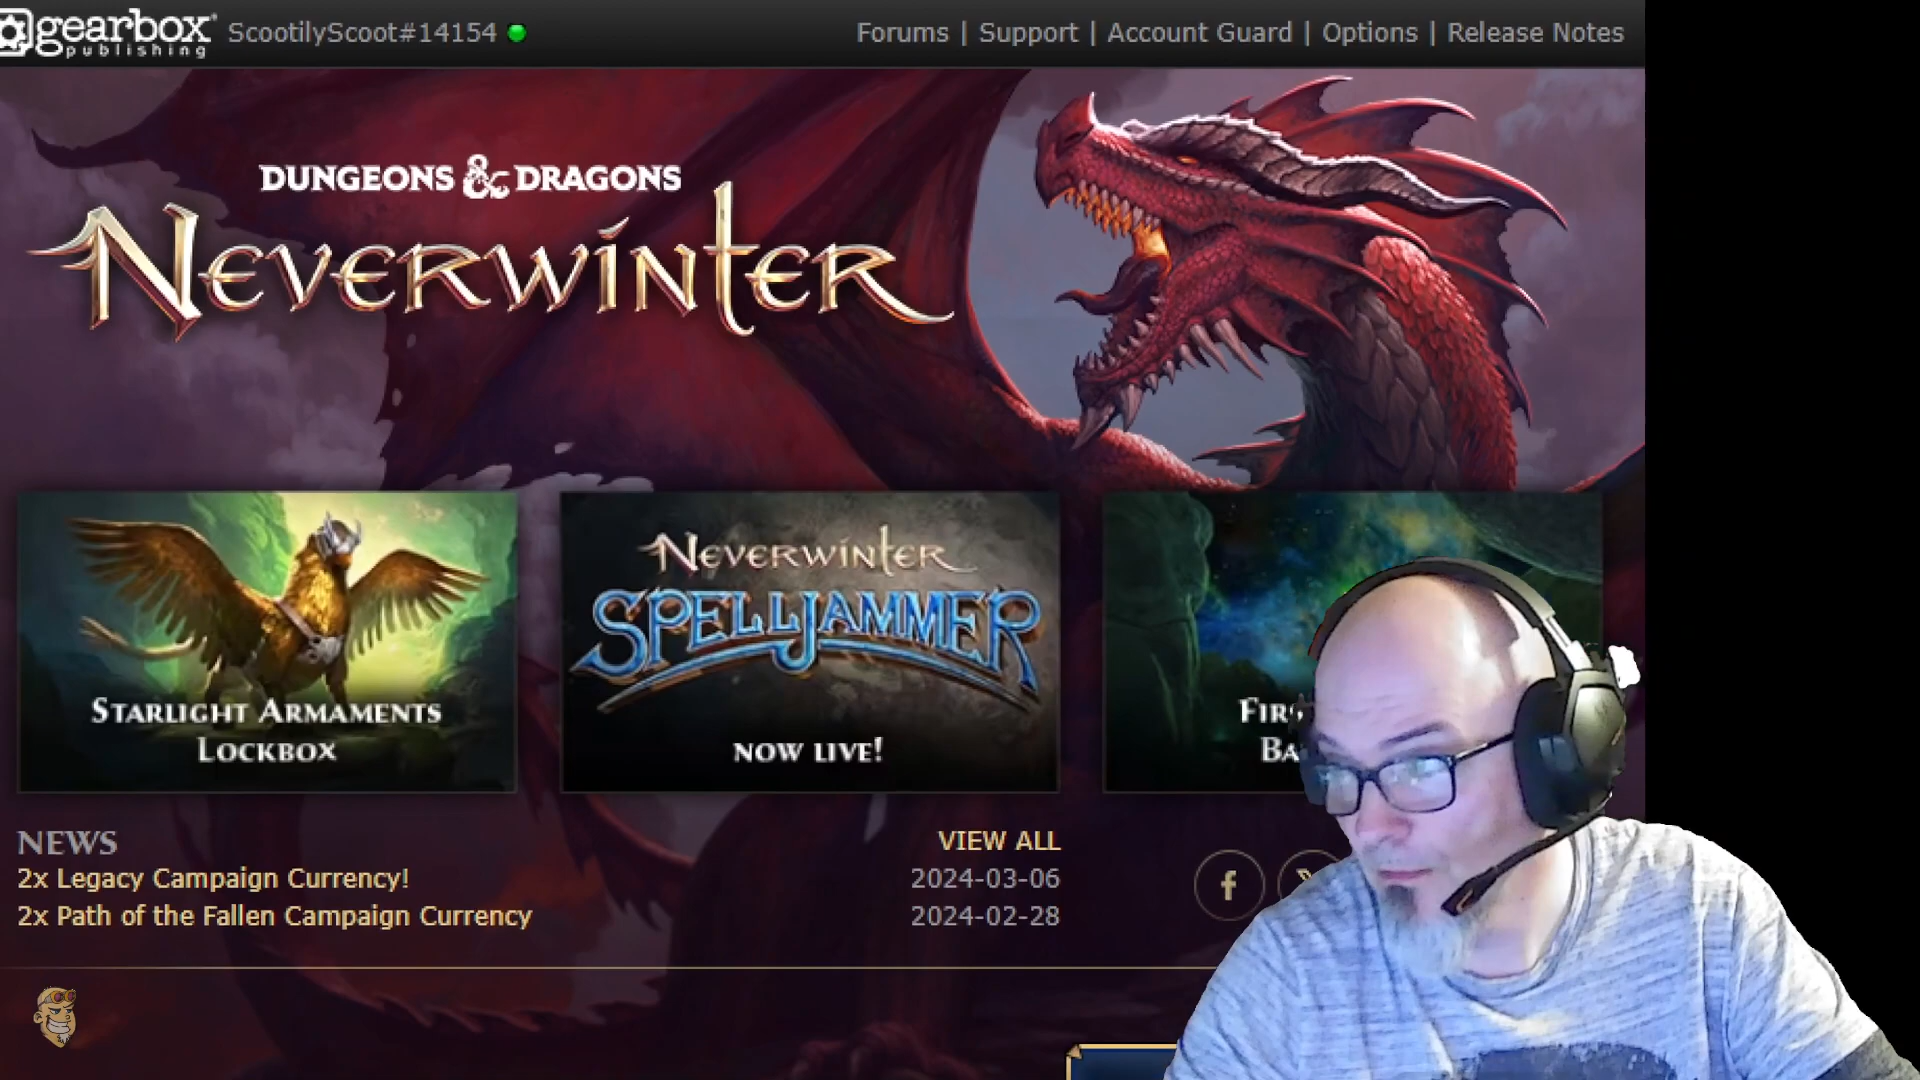 gearbox publishing ScootilyScoot#14154 Forums | Support | Account Guard | Options | Release Notes
DUNGEONS & DRAGONS
NEVERWINTER
STARLIGHT ARMAMENTS
LOCKBOX
NEVERWINTER
SPELLJAMMER
NOW LIVE!
NEWS VIEW ALL
2x Legacy Campaign Currency! 2024-03-06
2x Path of the Fallen Campaign Currency 2024-02-28